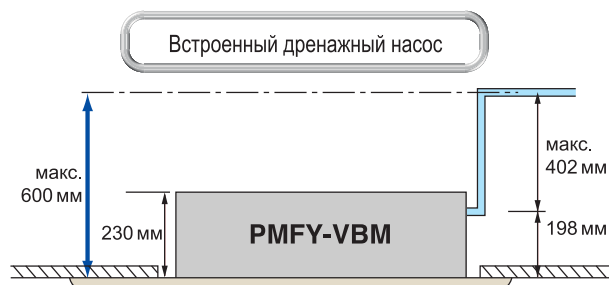 Встроенный дренажный насос
макс.
600 мм
230 мм
PMFY-VBM
макс.
402 мм
198 мм